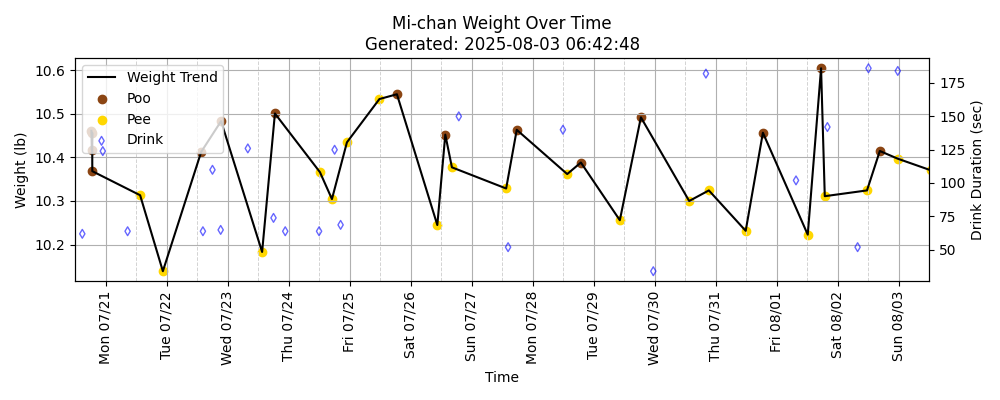 Mi-chan Weight Over Time
Generated: 2025-08-03 06:42:48
Weight Trend
Poo
Pee
Drink
Weight (lb)
10.6
10.5
10.4
10.3
10.2
Drink Duration (sec)
175
150
125
100
75
50
Mon 07/21
Tue 07/22
Wed 07/23
Thu 07/24
Fri 07/25
Sat 07/26
Sun 07/27
Mon 07/28
Tue 07/29
Wed 07/30
Thu 07/31
Fri 08/01
Sat 08/02
Sun 08/03
Time